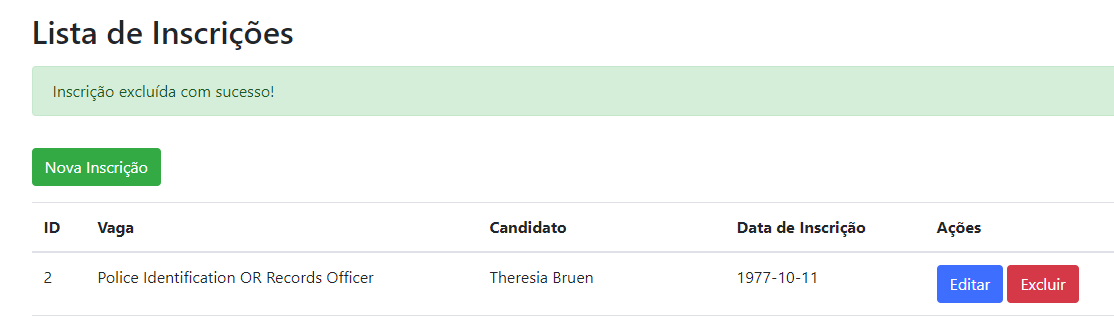 Lista de Inscrições
Inscrição excluída com sucesso!
Nova Inscrição
ID Vaga Candidato Data de Inscrição Ações
2 Police Identification OR Records Officer Theresia Bruen 1977-10-11 Editar Excluir